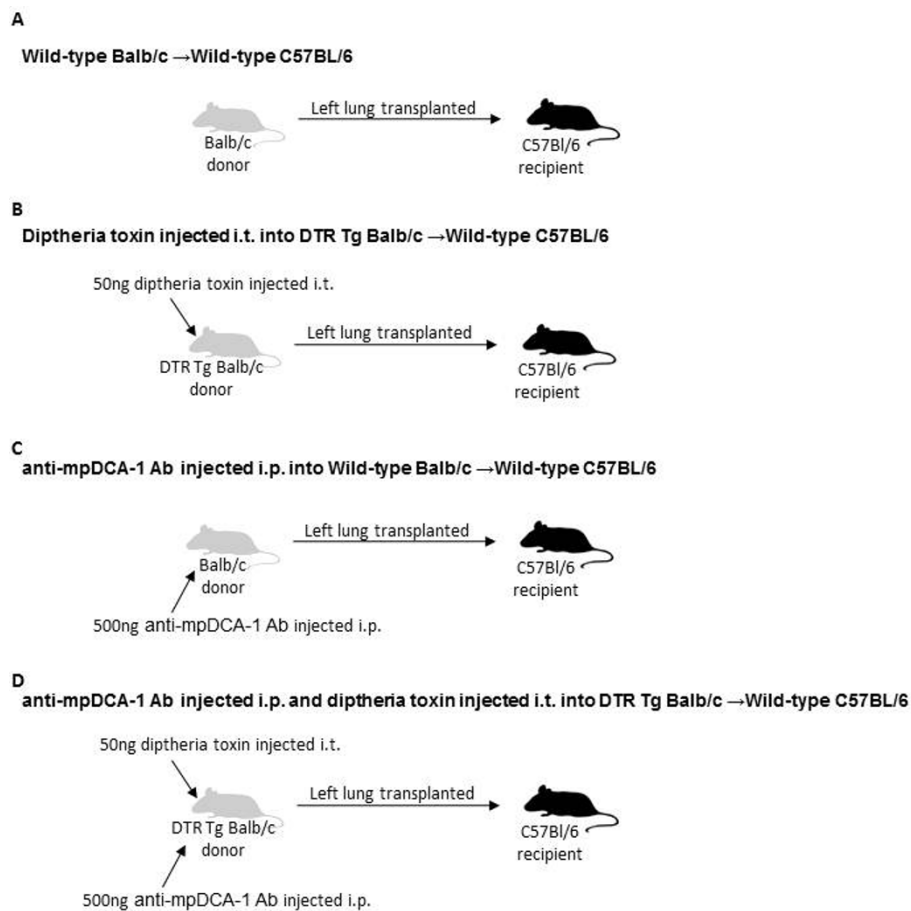 A
Wild-type Balb/c →Wild-type C57BL/6
Left lung transplanted
Balb/c
donor
C57Bl/6
recipient
B
Diptheria toxin injected i.t. into DTR Tg Balb/c →Wild-type C57BL/6
50ng diptheria toxin injected i.t.
Left lung transplanted
DTR Tg Balb/c
donor
C57Bl/6
recipient
C
anti-mpDCA-1 Ab injected i.p. into Wild-type Balb/c →Wild-type C57BL/6
Left lung transplanted
Balb/c
donor
C57Bl/6
recipient
500ng anti-mpDCA-1 Ab injected i.p.
D
anti-mpDCA-1 Ab injected i.p. and diptheria toxin injected i.t. into DTR Tg Balb/c →Wild-type C57BL/6
50ng diptheria toxin injected i.t.
Left lung transplanted
DTR Tg Balb/c
donor
C57Bl/6
recipient
500ng anti-mpDCA-1 Ab injected i.p.